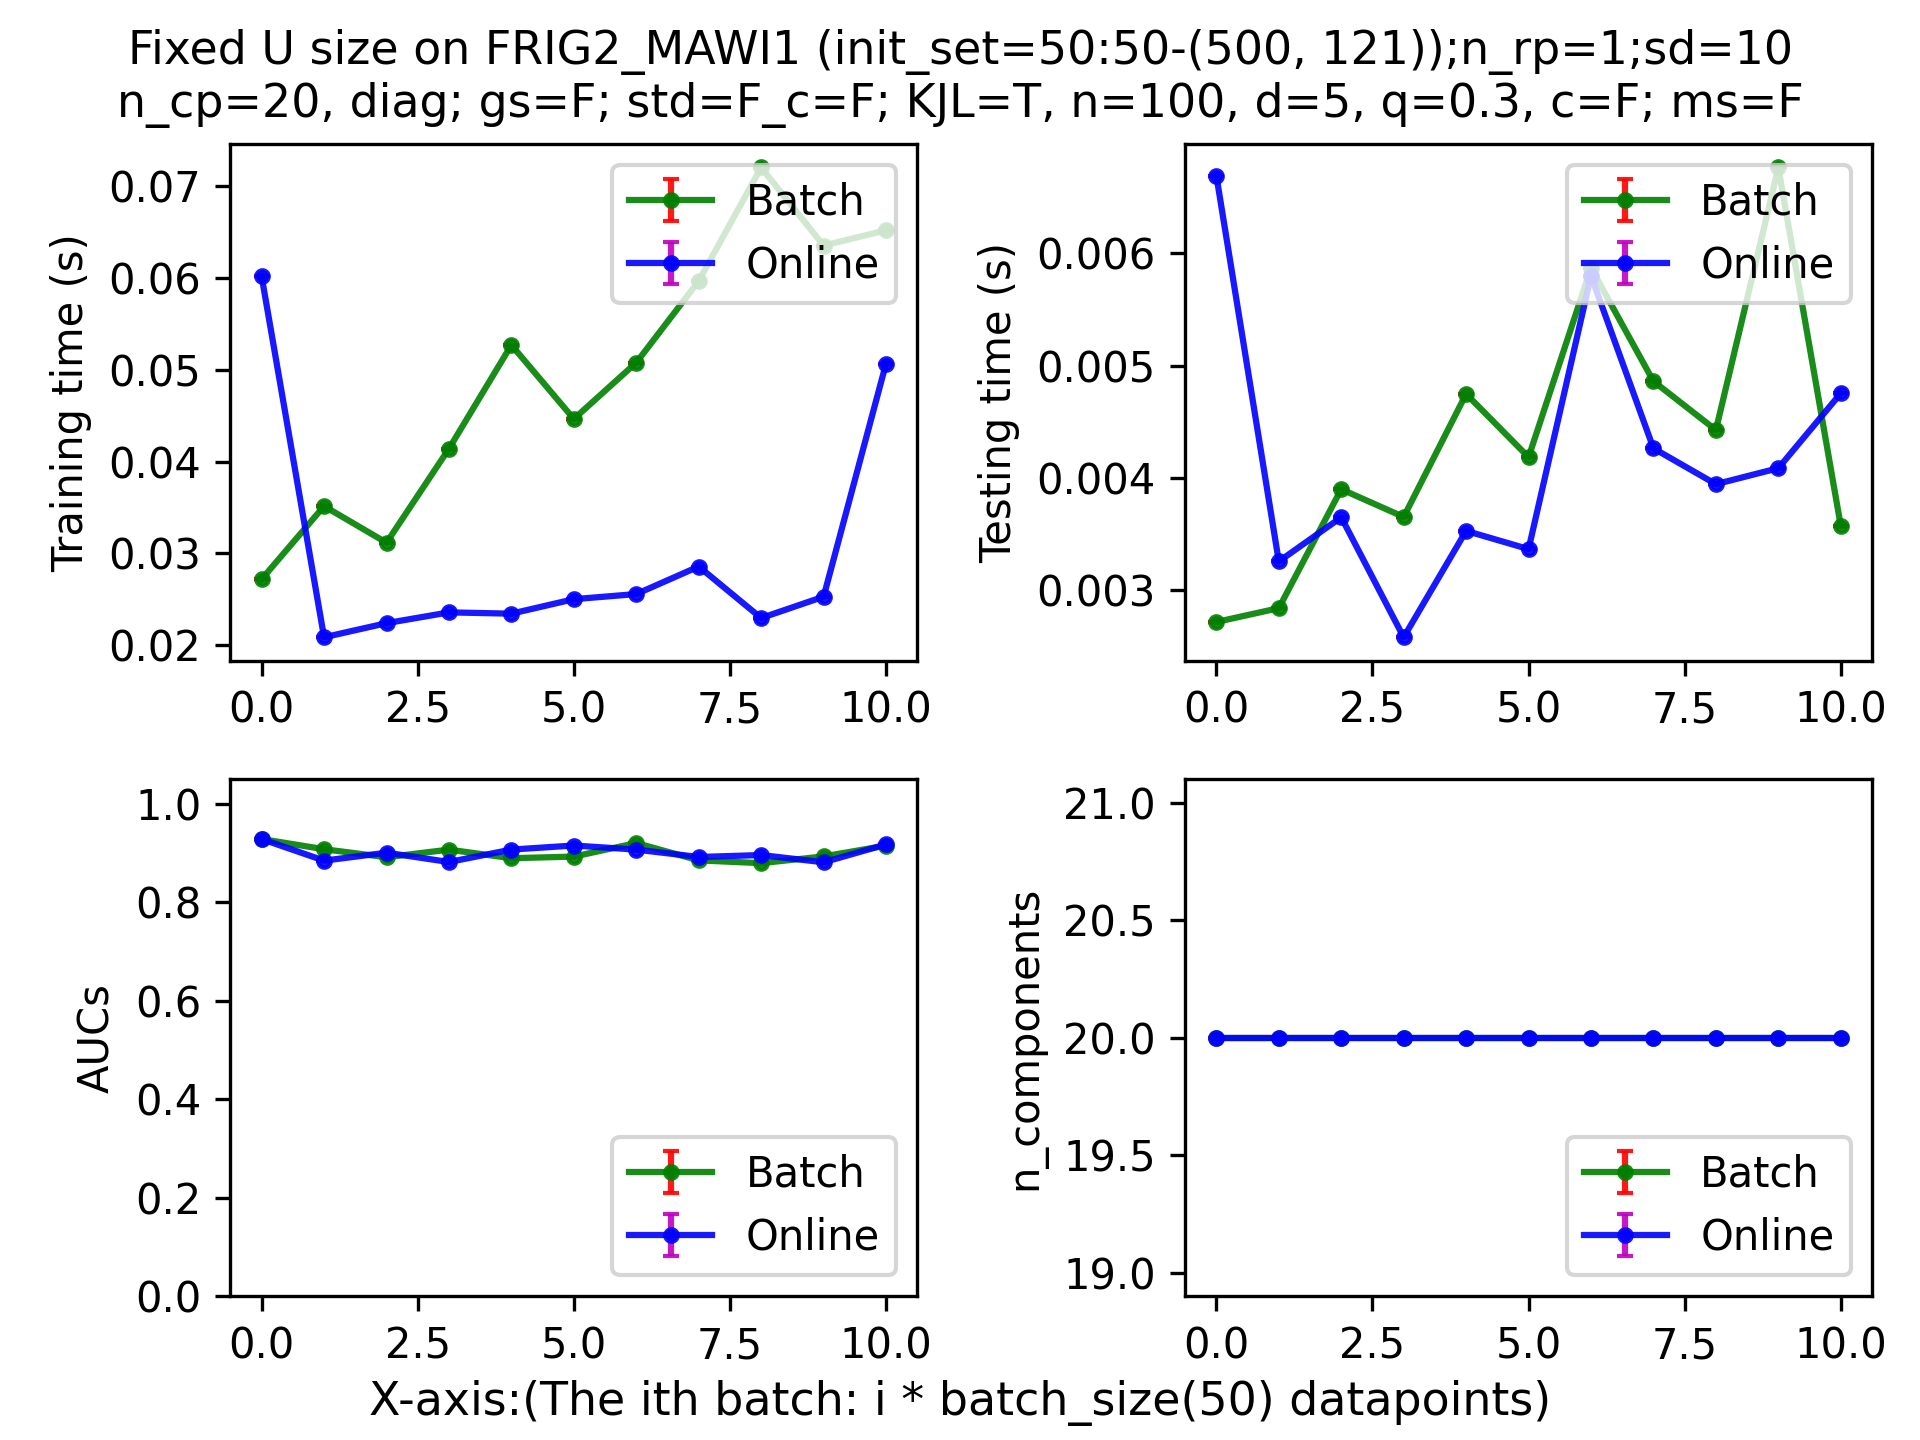 Fixed U size on FRIG2_MAWI1 (init_set=50:50-(500, 121));n_rp=1;sd=10
n_cp=20, diag; gs=F; std=F_c=F; KJL=T, n=100, d=5, q=0.3, c=F; ms=F
Training time (s)
0.07
0.06
0.05
0.04
0.03
0.02
Batch
Online
0.0 2.5 5.0 7.5 10.0
Testing time (s)
0.006
0.005
0.004
0.003
Batch
Online
0.0 2.5 5.0 7.5 10.0
AUCs
1.0
0.8
0.6
0.4
0.2
0.0
Batch
Online
0.0 2.5 5.0 7.5 10.0
n_components
21.0
20.5
20.0
19.5
19.0
Batch
Online
0.0 2.5 5.0 7.5 10.0
X-axis:(The ith batch: i * batch_size(50) datapoints)